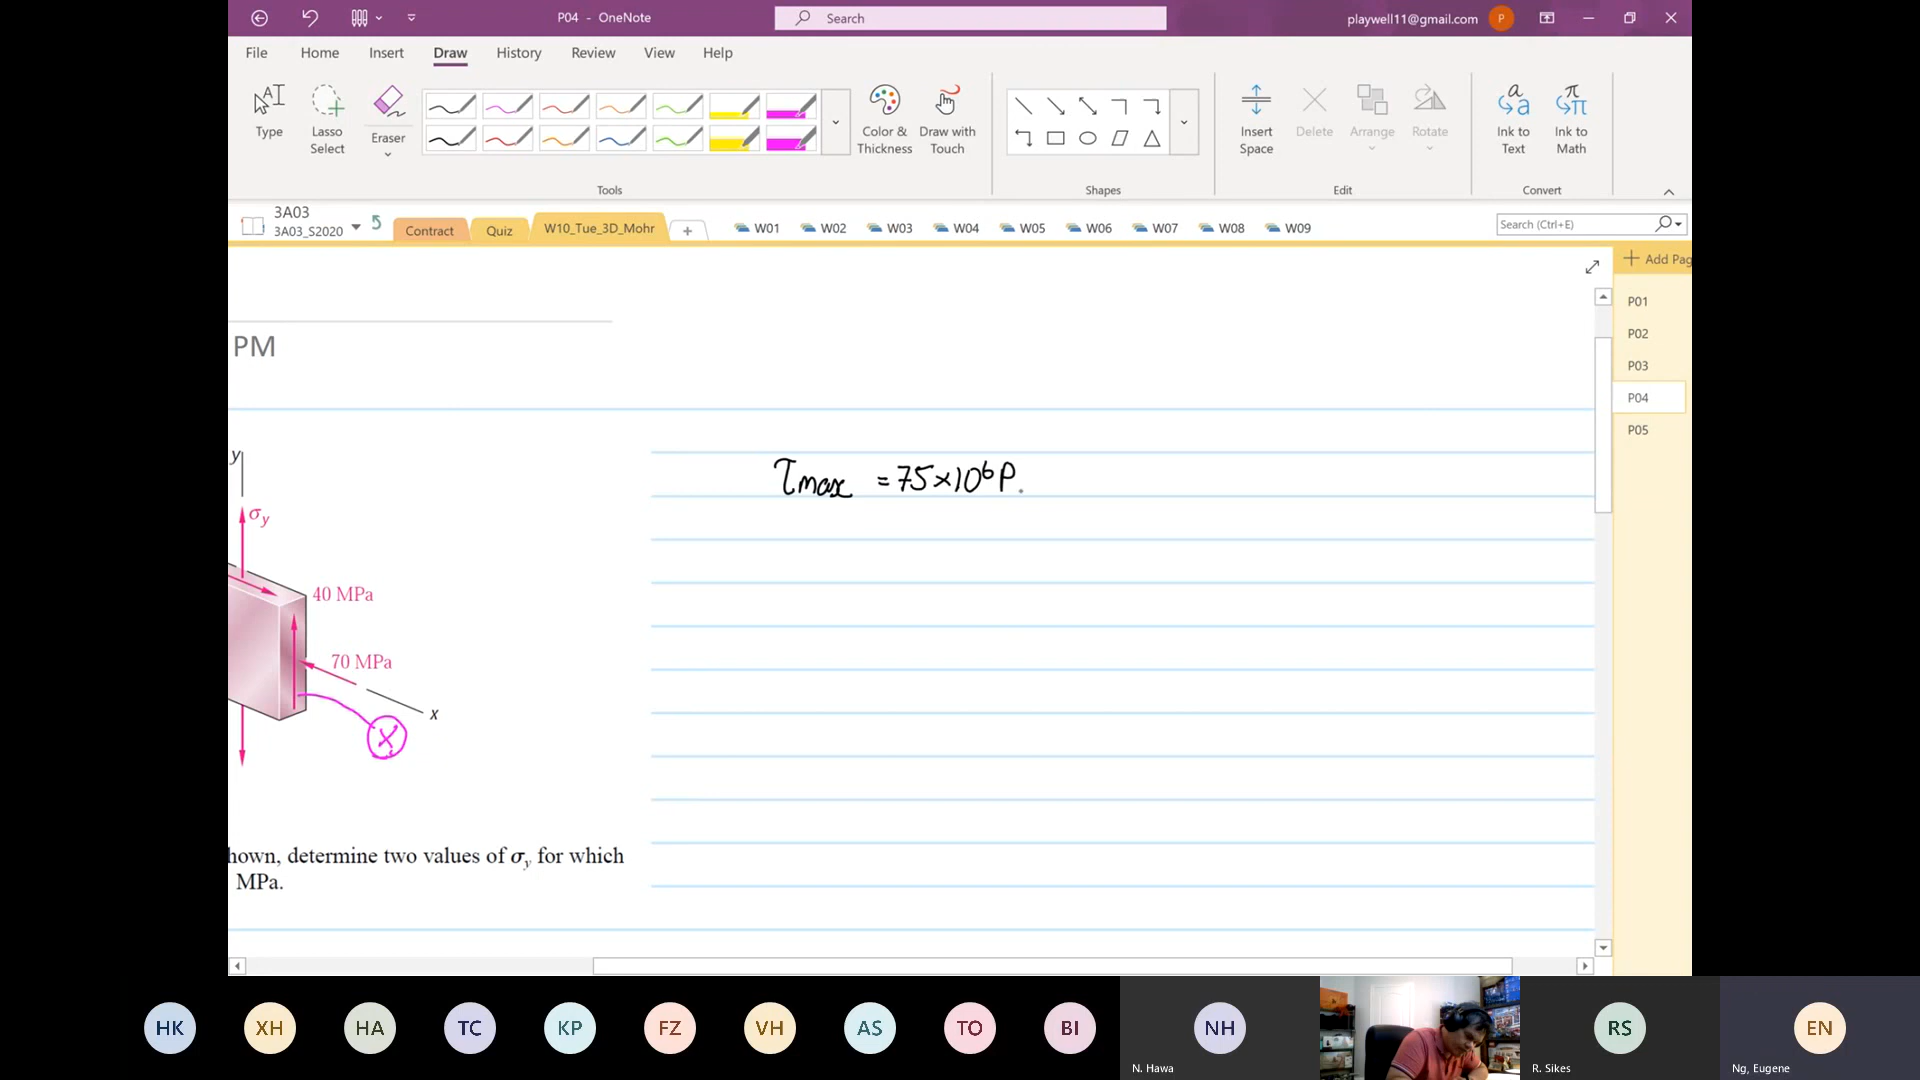 P04 - OneNote
Search
playwell11@gmail.com
P
File Home Insert Draw History Review View Help
Type
Lasso Select
Eraser
Color & Thickness
Draw with Touch
Insert Space
Delete
Arrange
Rotate
Ink to Text
Ink to Math
Tools Shapes Edit Convert
3A03
3A03_S2020
Contract Quiz W10_Tue_3D_Mohr + W01 W02 W03 W04 W05 W06 W07 W08 W09
Search (Ctrl+E)
Add Pag
P01
P02
P03
P04
P05
PM
y
σy
40 MPa
70 MPa
x
X
τmax = 75×10⁶ P
hown, determine two values of σy for which
MPa.
HK XH HA TC KP FZ VH AS TO BI NH RS EN
N. Hawa R. Sikes Ng, Eugene